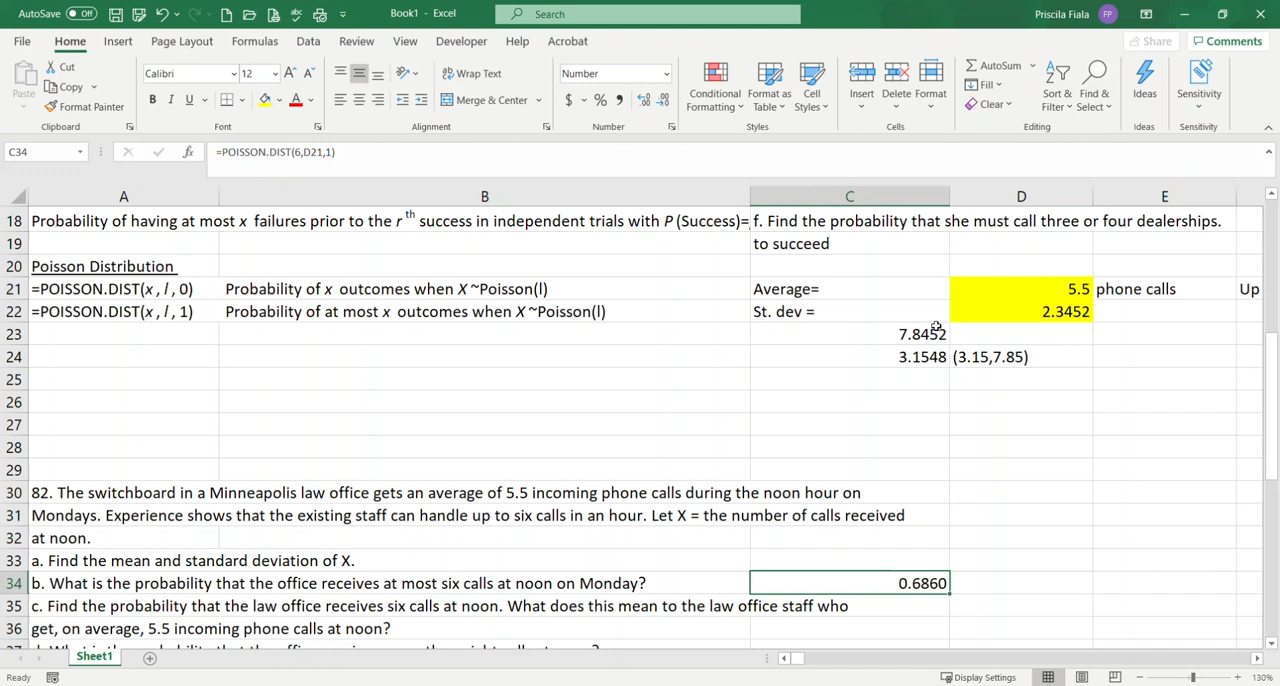 AutoSave Off Book1 - Excel Search Priscila Fiala FP
File Home Insert Page Layout Formulas Data Review View Developer Help Acrobat Share Comments
Paste Cut Copy Format Painter Clipboard
Calibri 12 B I U A Font
Wrap Text Merge & Center Alignment
Number $ % Number
Conditional Formatting Format as Table Cell Styles Styles
Insert Delete Format Cells
AutoSum Fill Clear Sort & Filter Find & Select Editing
Ideas Ideas
Sensitivity Sensitivity
C34 fx =POISSON.DIST(6,D21,1)
A B C D E
18 Probability of having at most x failures prior to the r th success in independent trials with P (Success)= f. Find the probability that she must call three or four dealerships.
19 to succeed
20 Poisson Distribution
21 =POISSON.DIST(x , l , 0) Probability of x outcomes when X ~Poisson(l) Average= 5.5 phone calls Up
22 =POISSON.DIST(x , l , 1) Probability of at most x outcomes when X ~Poisson(l) St. dev = 2.3452
23 7.8452
24 3.1548 (3.15,7.85)
25
26
27
28
29
30 82. The switchboard in a Minneapolis law office gets an average of 5.5 incoming phone calls during the noon hour on
31 Mondays. Experience shows that the existing staff can handle up to six calls in an hour. Let X = the number of calls received
32 at noon.
33 a. Find the mean and standard deviation of X.
34 b. What is the probability that the office receives at most six calls at noon on Monday? 0.6860
35 c. Find the probability that the law office receives six calls at noon. What does this mean to the law office staff who
36 get, on average, 5.5 incoming phone calls at noon?
Sheet1
Ready Display Settings 130%